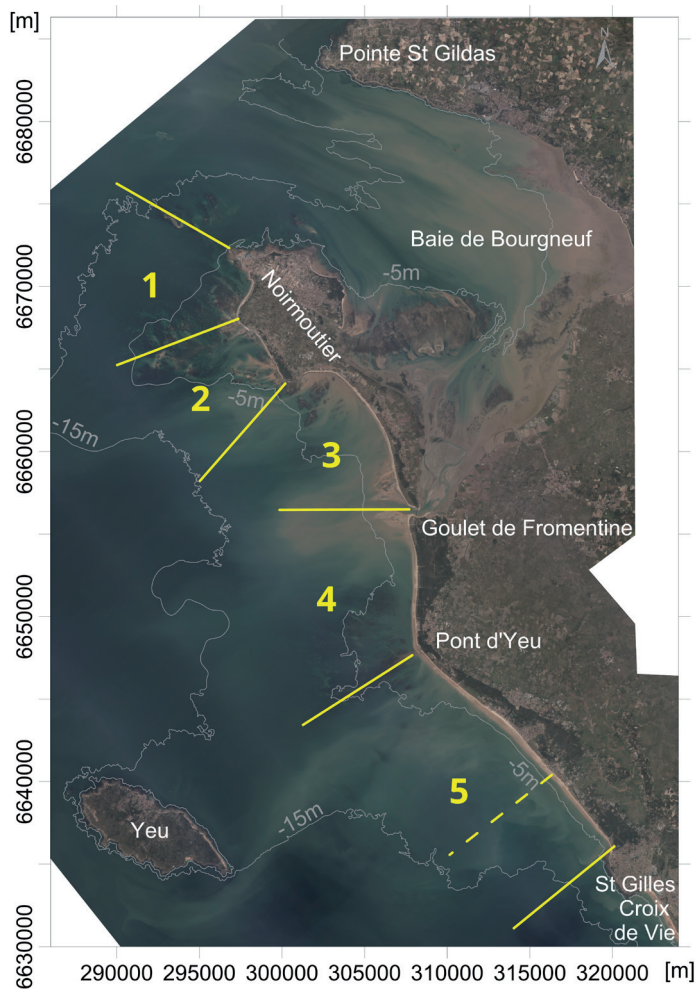 [m]
Pointe St Gildas
6680000
Baie de Bourgneuf
-5m
6670000
1
Noirmoutier
2
-5m
-15m
3
6660000
Goulet de Fromentine
4
6650000
Pont d'Yeu
6640000
5
-5m
-15m
Yeu
St Gilles
Croix
de Vie
6630000
290000 295000 300000 305000 310000 315000 320000 [m]